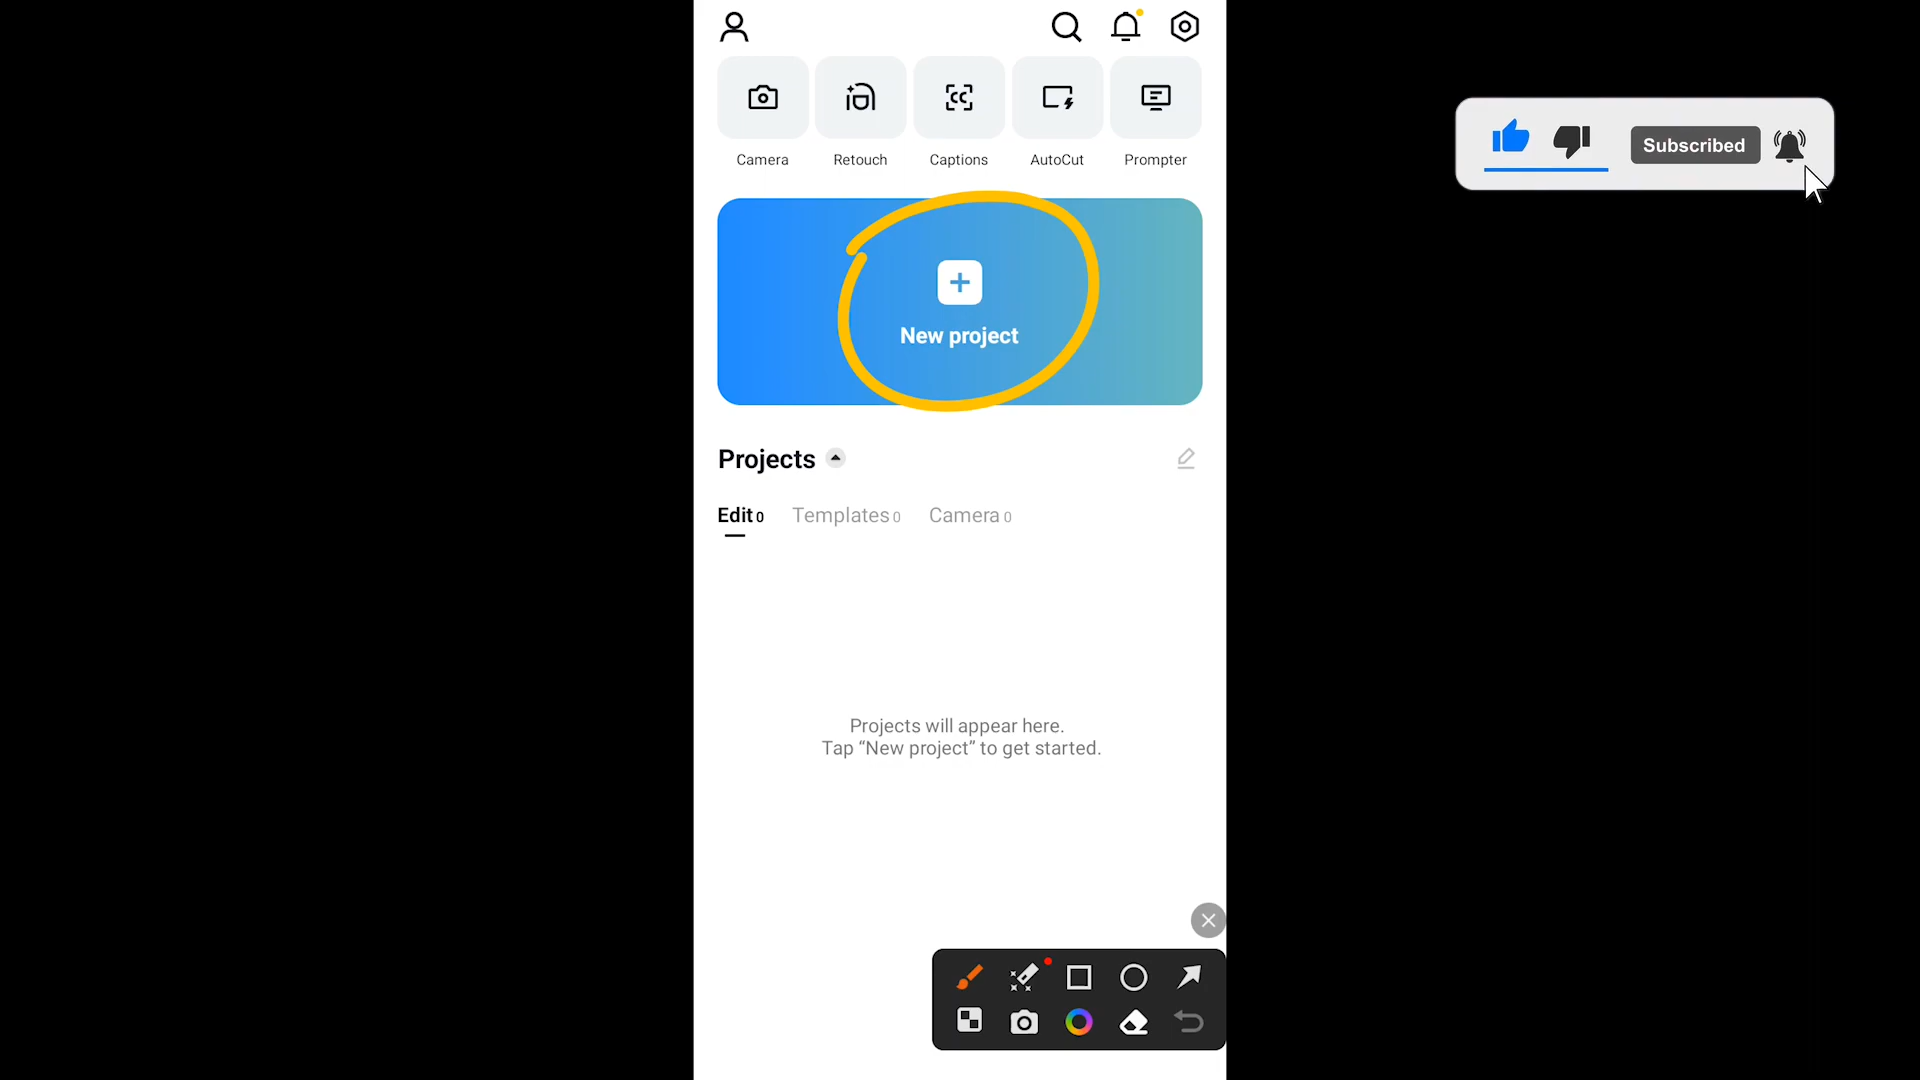 CC
Camera Retouch Captions AutoCut Prompter
Subscribed
New project
Projects
Edit 0 Templates 0 Camera 0
Projects will appear here.
Tap “New project” to get started.